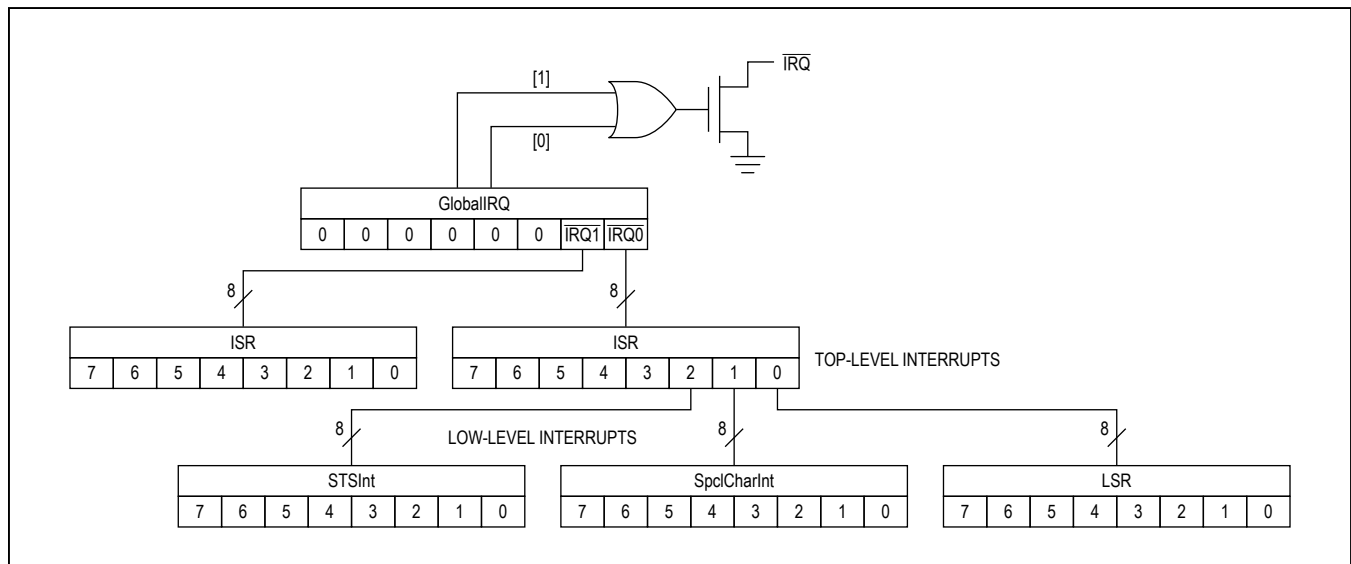 IRQ
[1]
[0]
GlobalIRQ
0 0 0 0 0 0 IRQ1 IRQ0
8 8
ISR ISR
7 6 5 4 3 2 1 0 7 6 5 4 3 2 1 0
TOP-LEVEL INTERRUPTS
8 LOW-LEVEL INTERRUPTS 8 8
STSInt SpclCharInt LSR
7 6 5 4 3 2 1 0 7 6 5 4 3 2 1 0 7 6 5 4 3 2 1 0